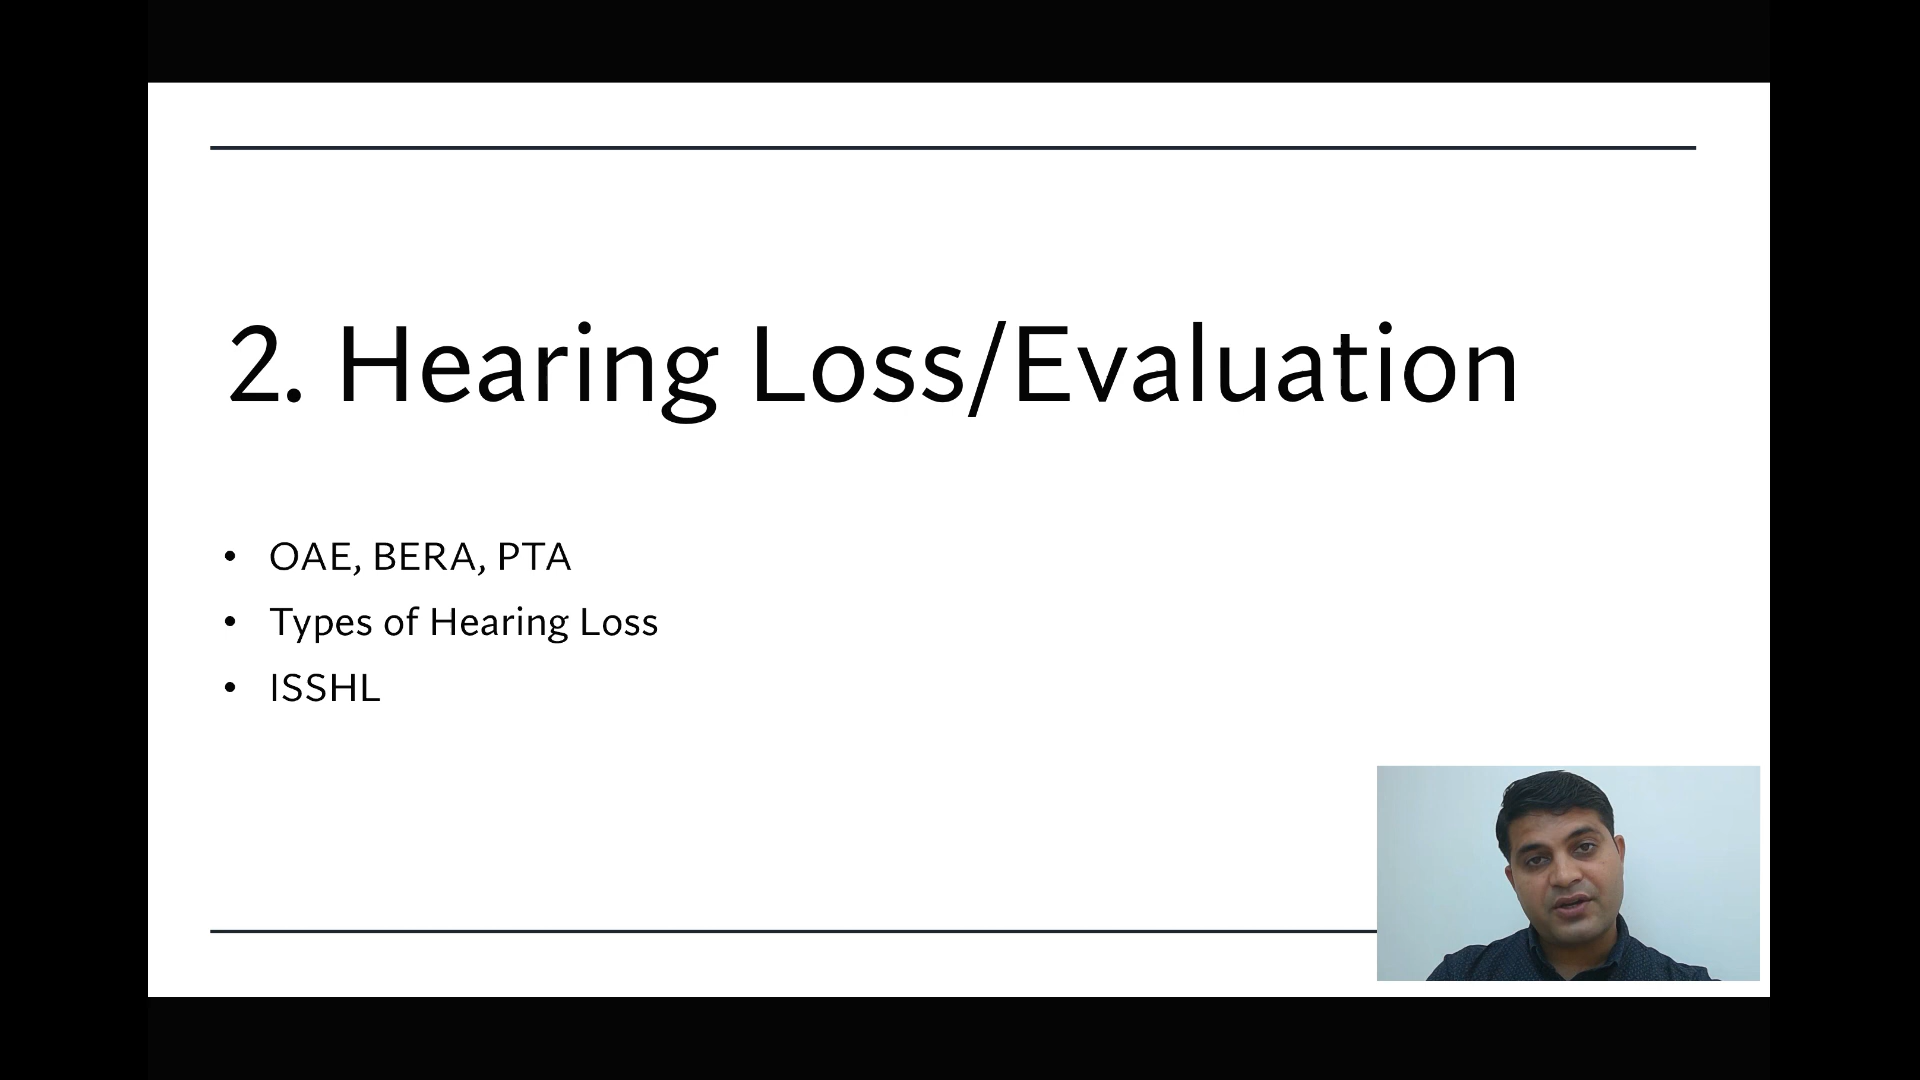 2. Hearing Loss/Evaluation
• OAE, BERA, PTA
• Types of Hearing Loss
• ISSHL